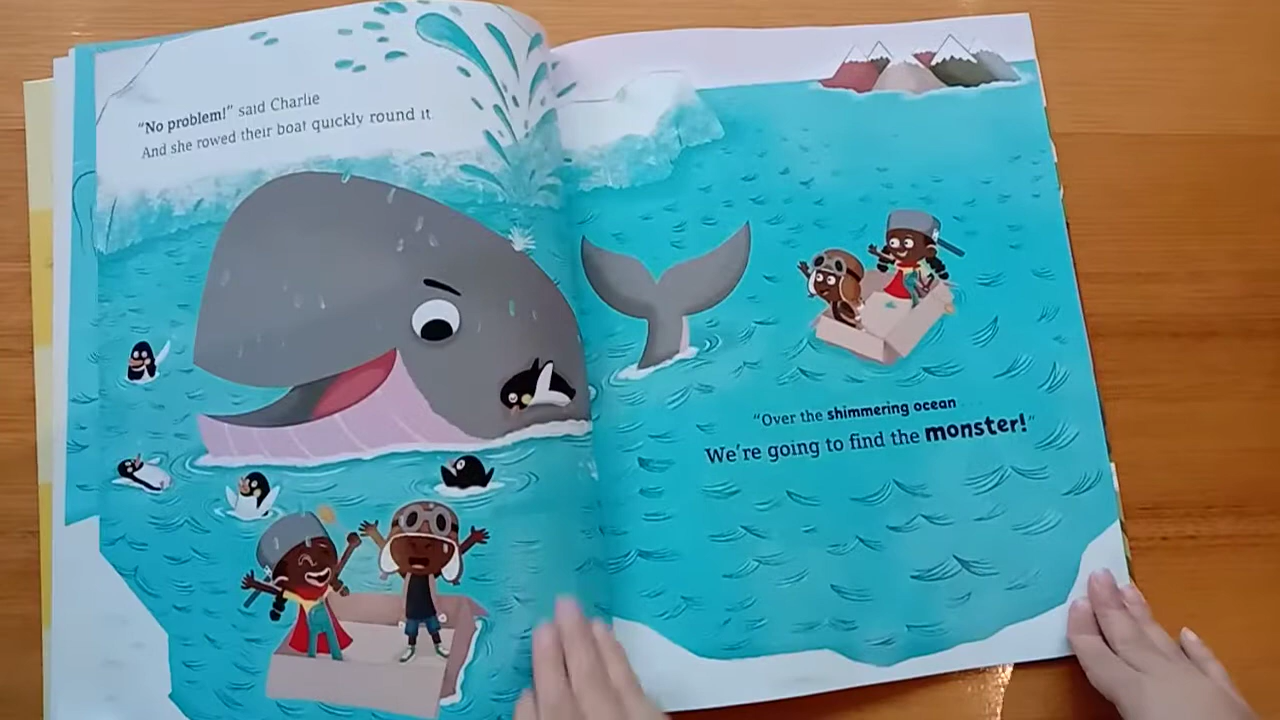 "No problem!" said Charlie
And she rowed their boat quickly round it.
"Over the shimmering ocean . . .
We're going to find the monster!"